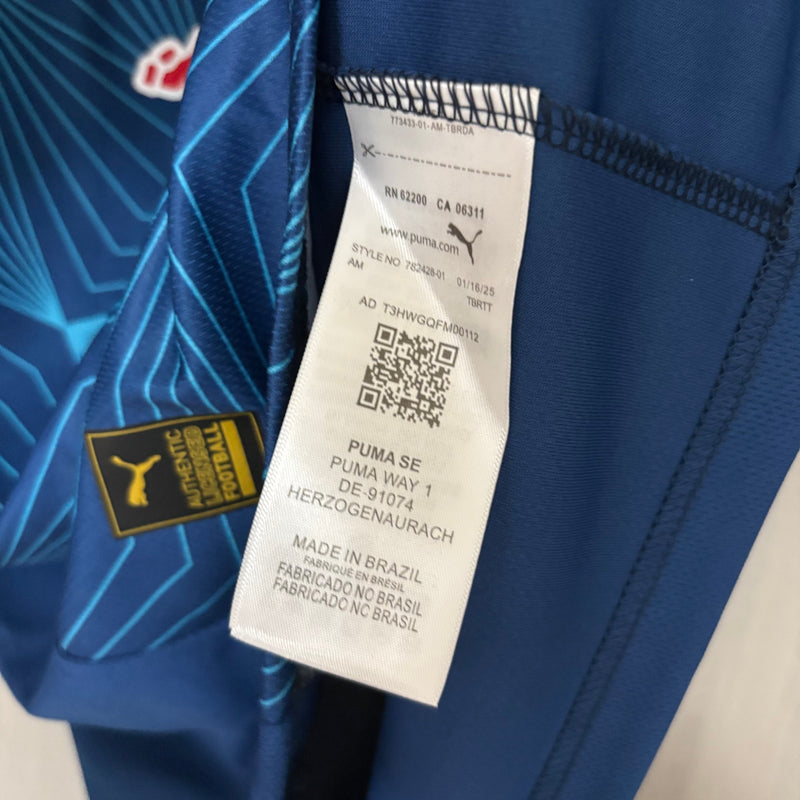 773433-01-AM-TBRDA
RN 62200 CA 06311
www.puma.com
STYLE NO 782428-01 01/16/25
AM TBRTT
AD T3HWGQFM00112
PUMA SE
PUMA WAY 1
DE-91074
HERZOGENAURACH
MADE IN BRAZIL
FABRIQUÉ EN BRÉSIL
FABRICADO NO BRASIL
FABRICADO NO BRASIL
AUTHENTIC
LICENSED
FOOTBALL